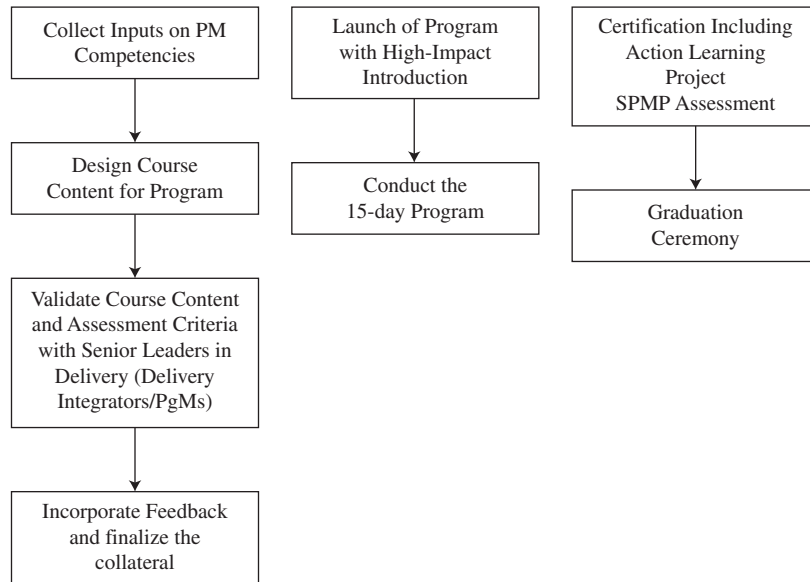 Collect Inputs on PM
Competencies
Design Course
Content for Program
Validate Course Content
and Assessment Criteria
with Senior Leaders in
Delivery (Delivery
Integrators/PgMs)
Incorporate Feedback
and finalize the
collateral
Launch of Program
with High-Impact
Introduction
Conduct the
15-day Program
Certification Including
Action Learning
Project
SPMP Assessment
Graduation
Ceremony